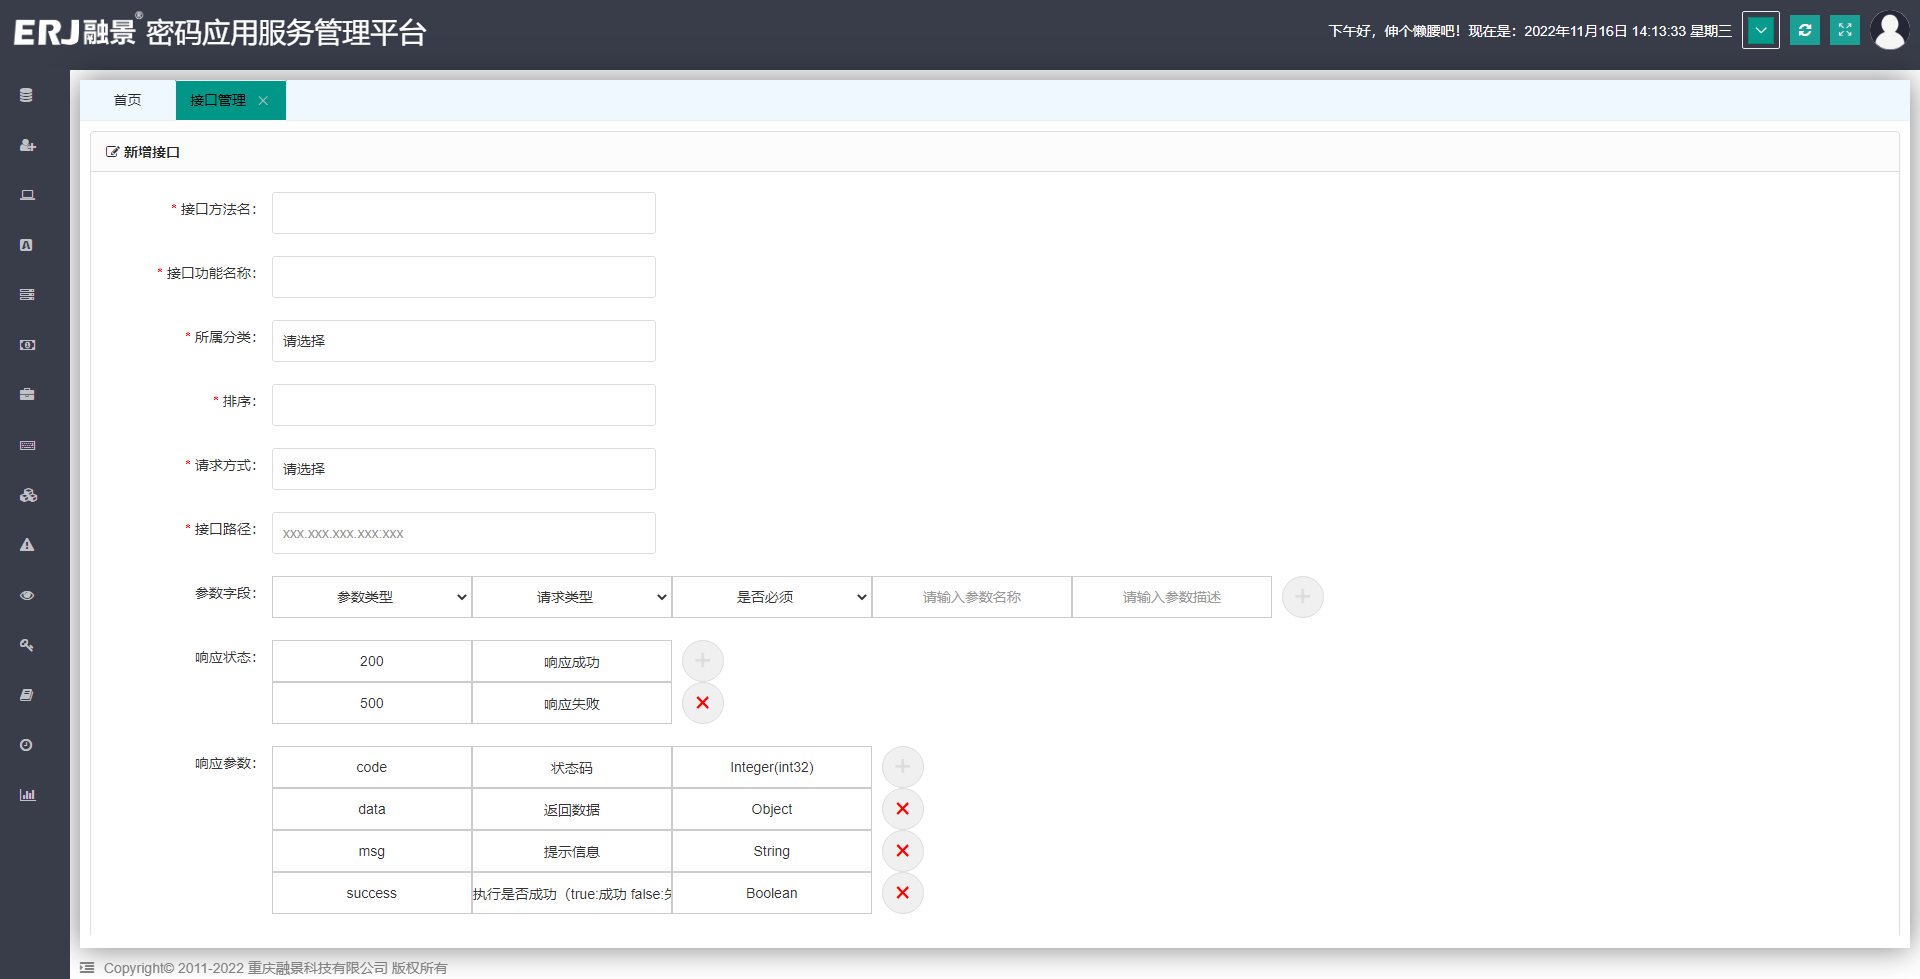 ERJ融景® 密码应用服务管理平台
下午好，伸个懒腰吧！现在是：2022年11月16日 14:13:33 星期三
首页 接口管理
新增接口
* 接口方法名：
* 接口功能名称：
* 所属分类： 请选择
* 排序：
* 请求方式： 请选择
* 接口路径： xxx.xxx.xxx.xxx:xxx
参数字段： 参数类型 请求类型 是否必须 请输入参数名称 请输入参数描述
响应状态： 200 响应成功
500 响应失败
响应参数： code 状态码 Integer(int32)
data 返回数据 Object
msg 提示信息 String
success 执行是否成功（true:成功 false: Boolean
Copyright© 2011-2022 重庆融景科技有限公司 版权所有